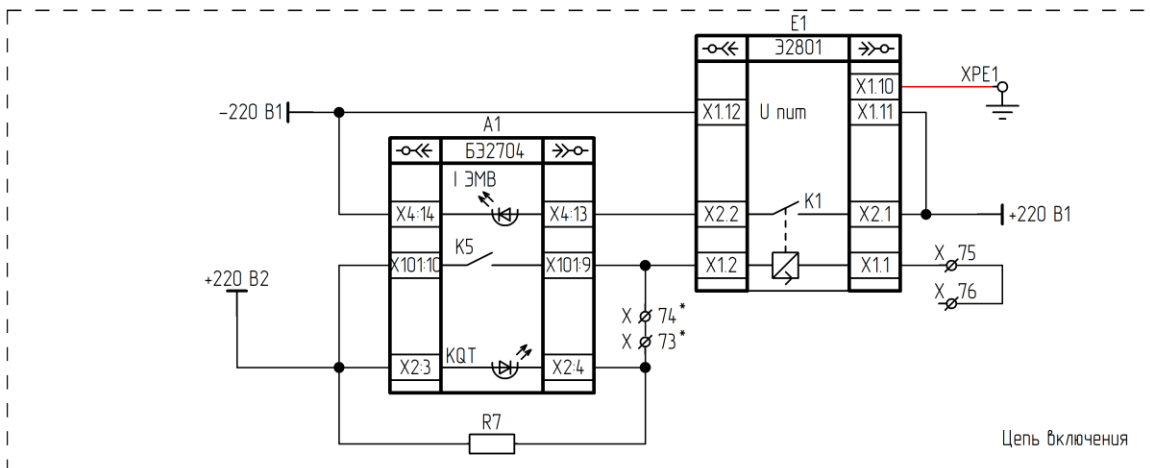 E1
Э2801
X1.10
XPE1
−220 В1
X1.12
U пит
X1.11
A1
БЭ2704
I ЭМВ
X4:14
X4:13
X2.2
K1
X2.1
+220 В1
K5
X101:10
X101:9
X1.2
X1.1
X 75
X 76
+220 В2
X 74*
X 73*
KQT
X2:3
X2:4
R7
Цепь включения